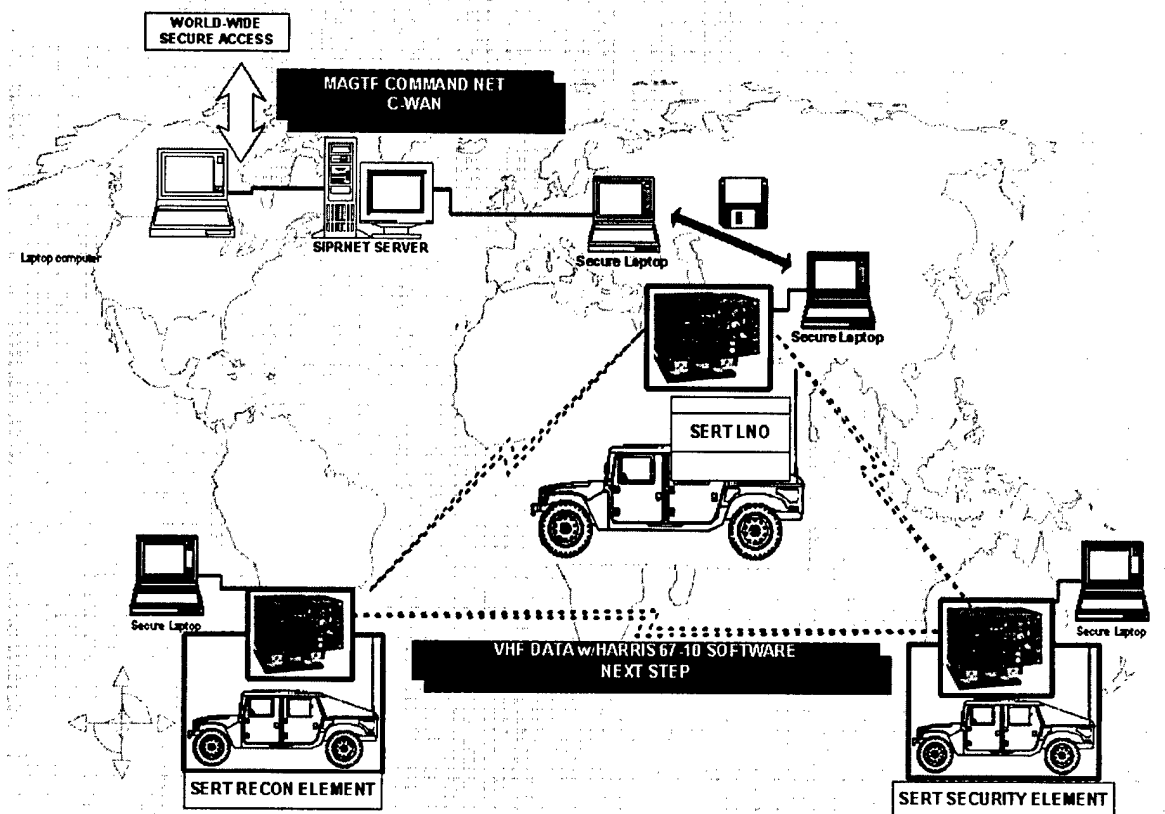 WORLD-WIDE
SECURE ACCESS
MAGTF COMMAND NET
C-WAN
Laptop computer
SIPRNET SERVER
Secure Laptop
Secure Laptop
SERT LNO
Secure Laptop
Secure Laptop
VHF DATA w/HARRIS 67-10 SOFTWARE
NEXT STEP
SERT RECON ELEMENT
SERT SECURITY ELEMENT